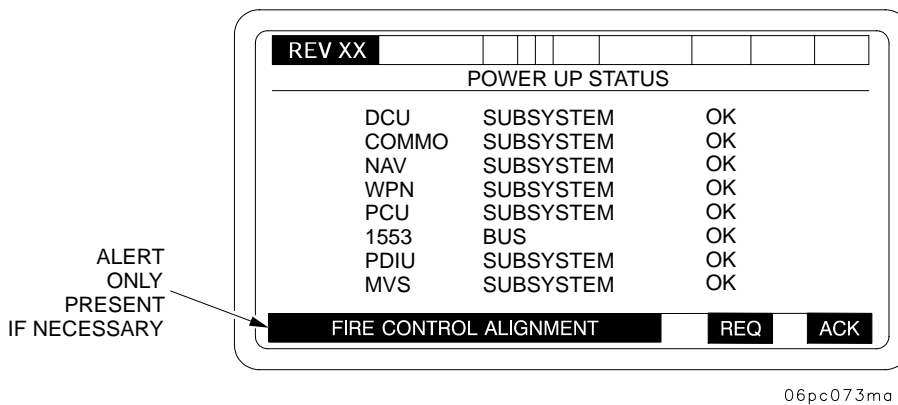 REV XX
POWER UP STATUS
DCU SUBSYSTEM OK
COMMO SUBSYSTEM OK
NAV SUBSYSTEM OK
WPN SUBSYSTEM OK
PCU SUBSYSTEM OK
1553 BUS OK
PDIU SUBSYSTEM OK
MVS SUBSYSTEM OK
ALERT
ONLY
PRESENT
IF NECESSARY
FIRE CONTROL ALIGNMENT REQ ACK
06pc073ma